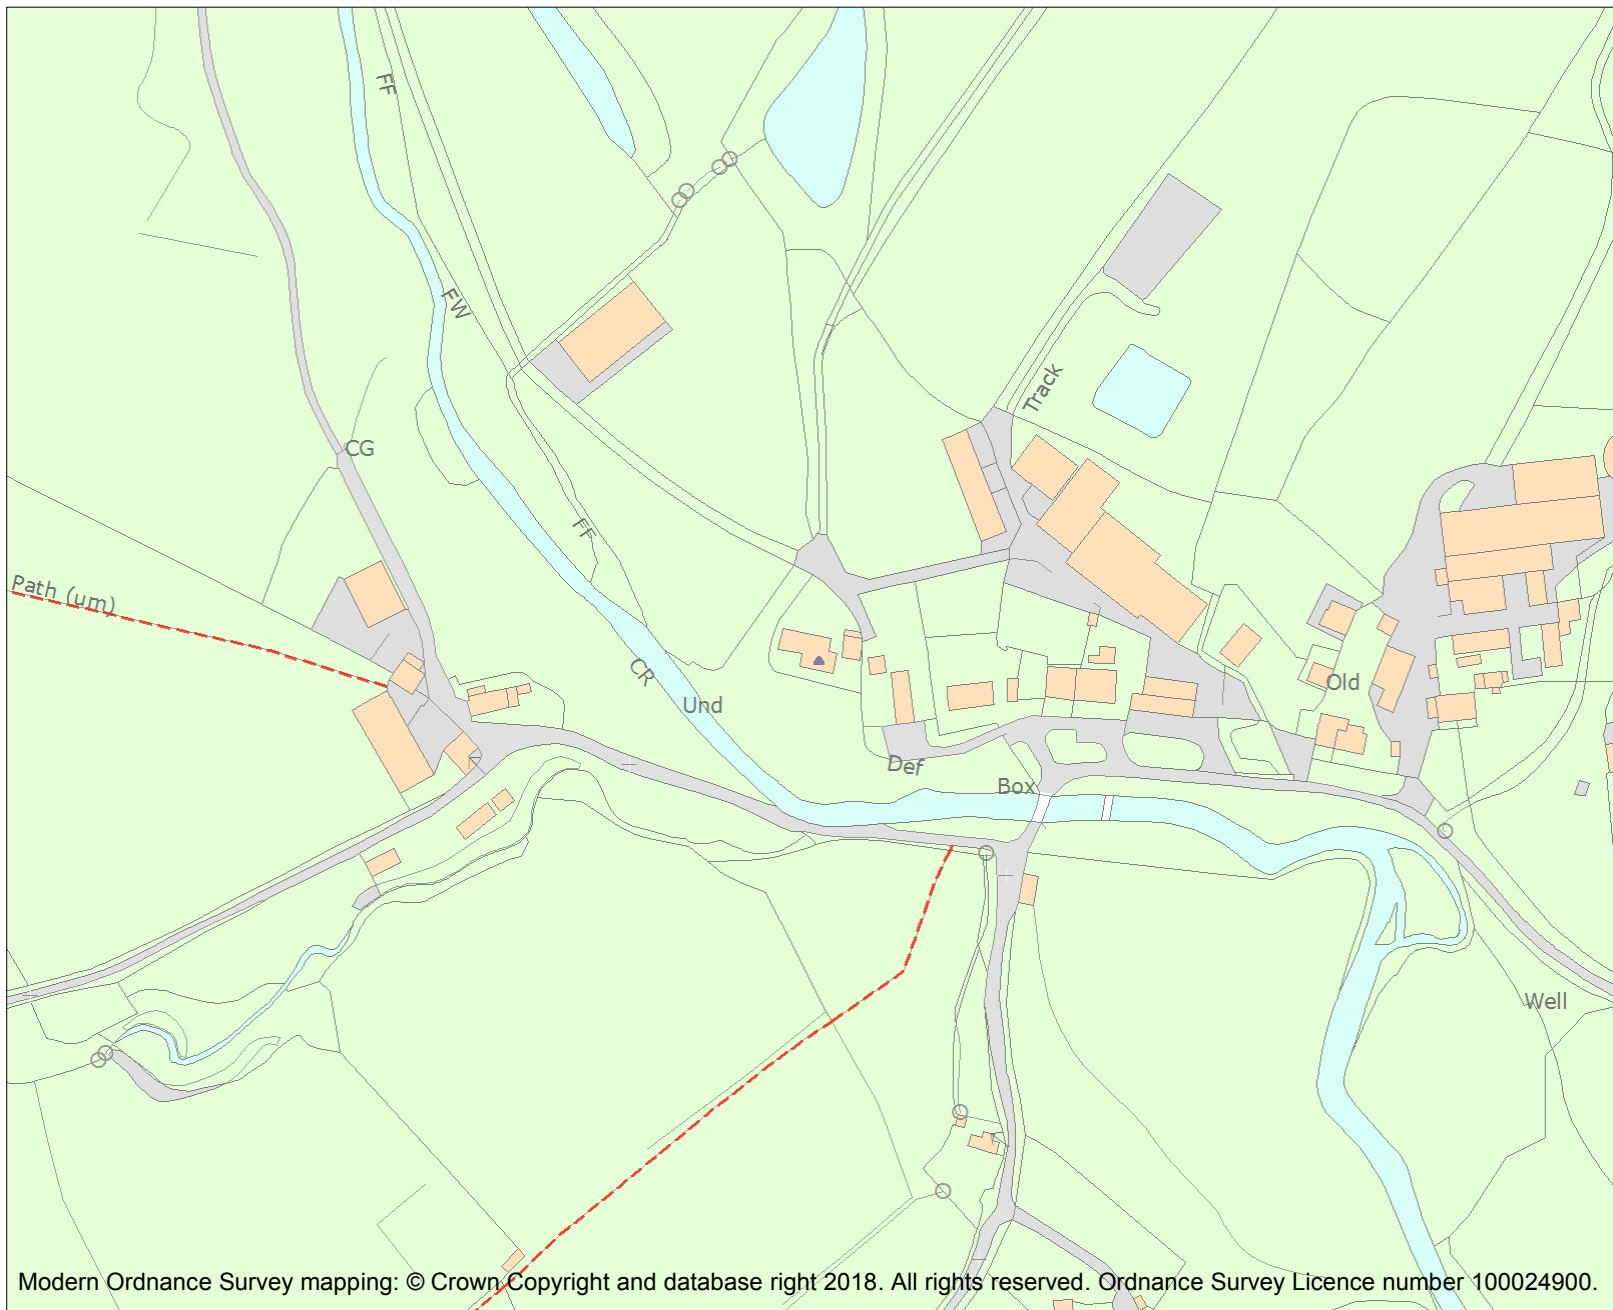 FF
FW
Track
CG
FF
Path (um)
CR
Und
Old
Def
Box
Well
Modern Ordnance Survey mapping: © Crown Copyright and database right 2018. All rights reserved. Ordnance Survey Licence number 100024900.